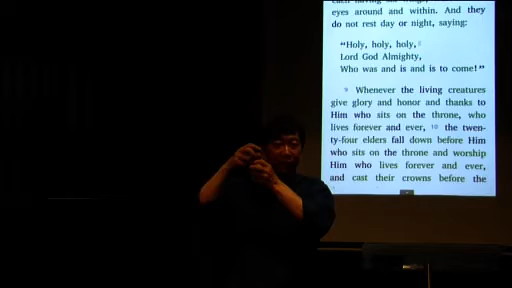 eyes around and within. And they
do not rest day or night, saying:
"Holy, holy, holy,
Lord God Almighty,
Who was and is and is to come!"
9 Whenever the living creatures
give glory and honor and thanks to
Him who sits on the throne, who
lives forever and ever, 10 the twen-
ty-four elders fall down before Him
who sits on the throne and worship
Him who lives forever and ever,
and cast their crowns before the